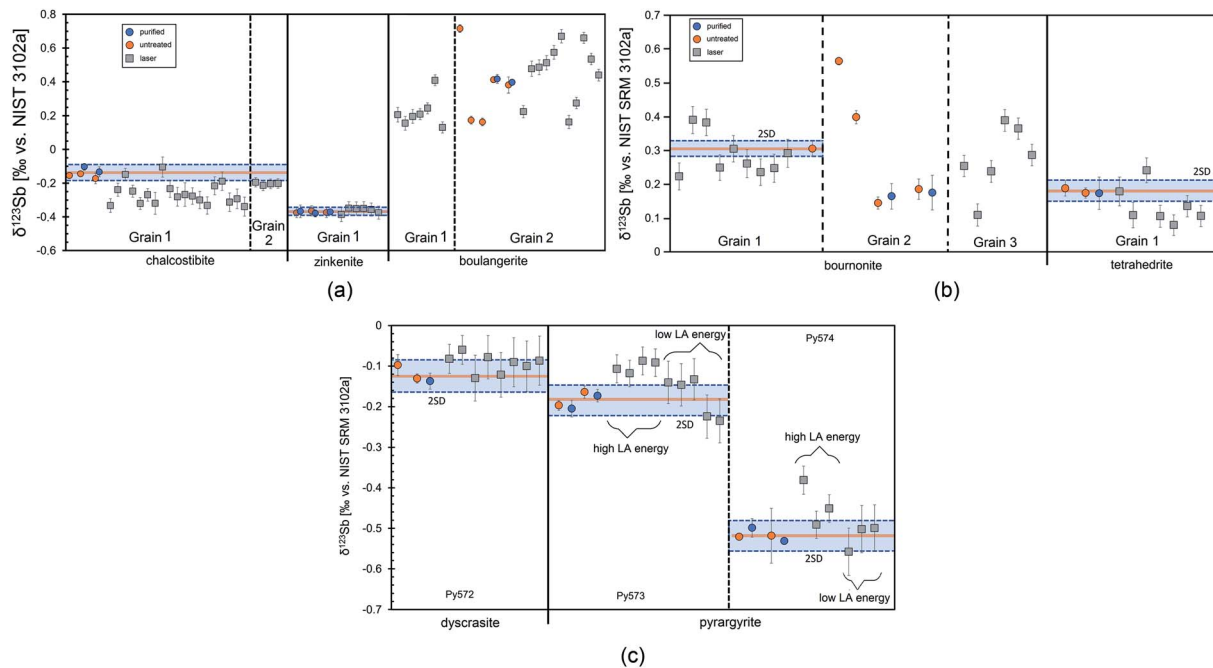 δ¹²³Sb [‰ vs. NIST 3102a]
0.8
0.6
0.4
0.2
0
-0.2
-0.4
-0.6
purified
untreated
laser
Grain 1
Grain 2
Grain 1
Grain 1
Grain 2
chalcostibite
zinkenite
boulangerite
(a)
δ¹²³Sb [‰ vs. NIST SRM 3102a]
0.7
0.6
0.5
0.4
0.3
0.2
0.1
0
purified
untreated
laser
2SD
2SD
Grain 1
Grain 2
Grain 3
Grain 1
bournonite
tetrahedrite
(b)
δ¹²³Sb [‰ vs. NIST SRM 3102a]
0
-0.1
-0.2
-0.3
-0.4
-0.5
-0.6
-0.7
low LA energy
Py574
2SD
2SD
high LA energy
high LA energy
2SD
low LA energy
Py572
Py573
dyscrasite
pyrargyrite
(c)